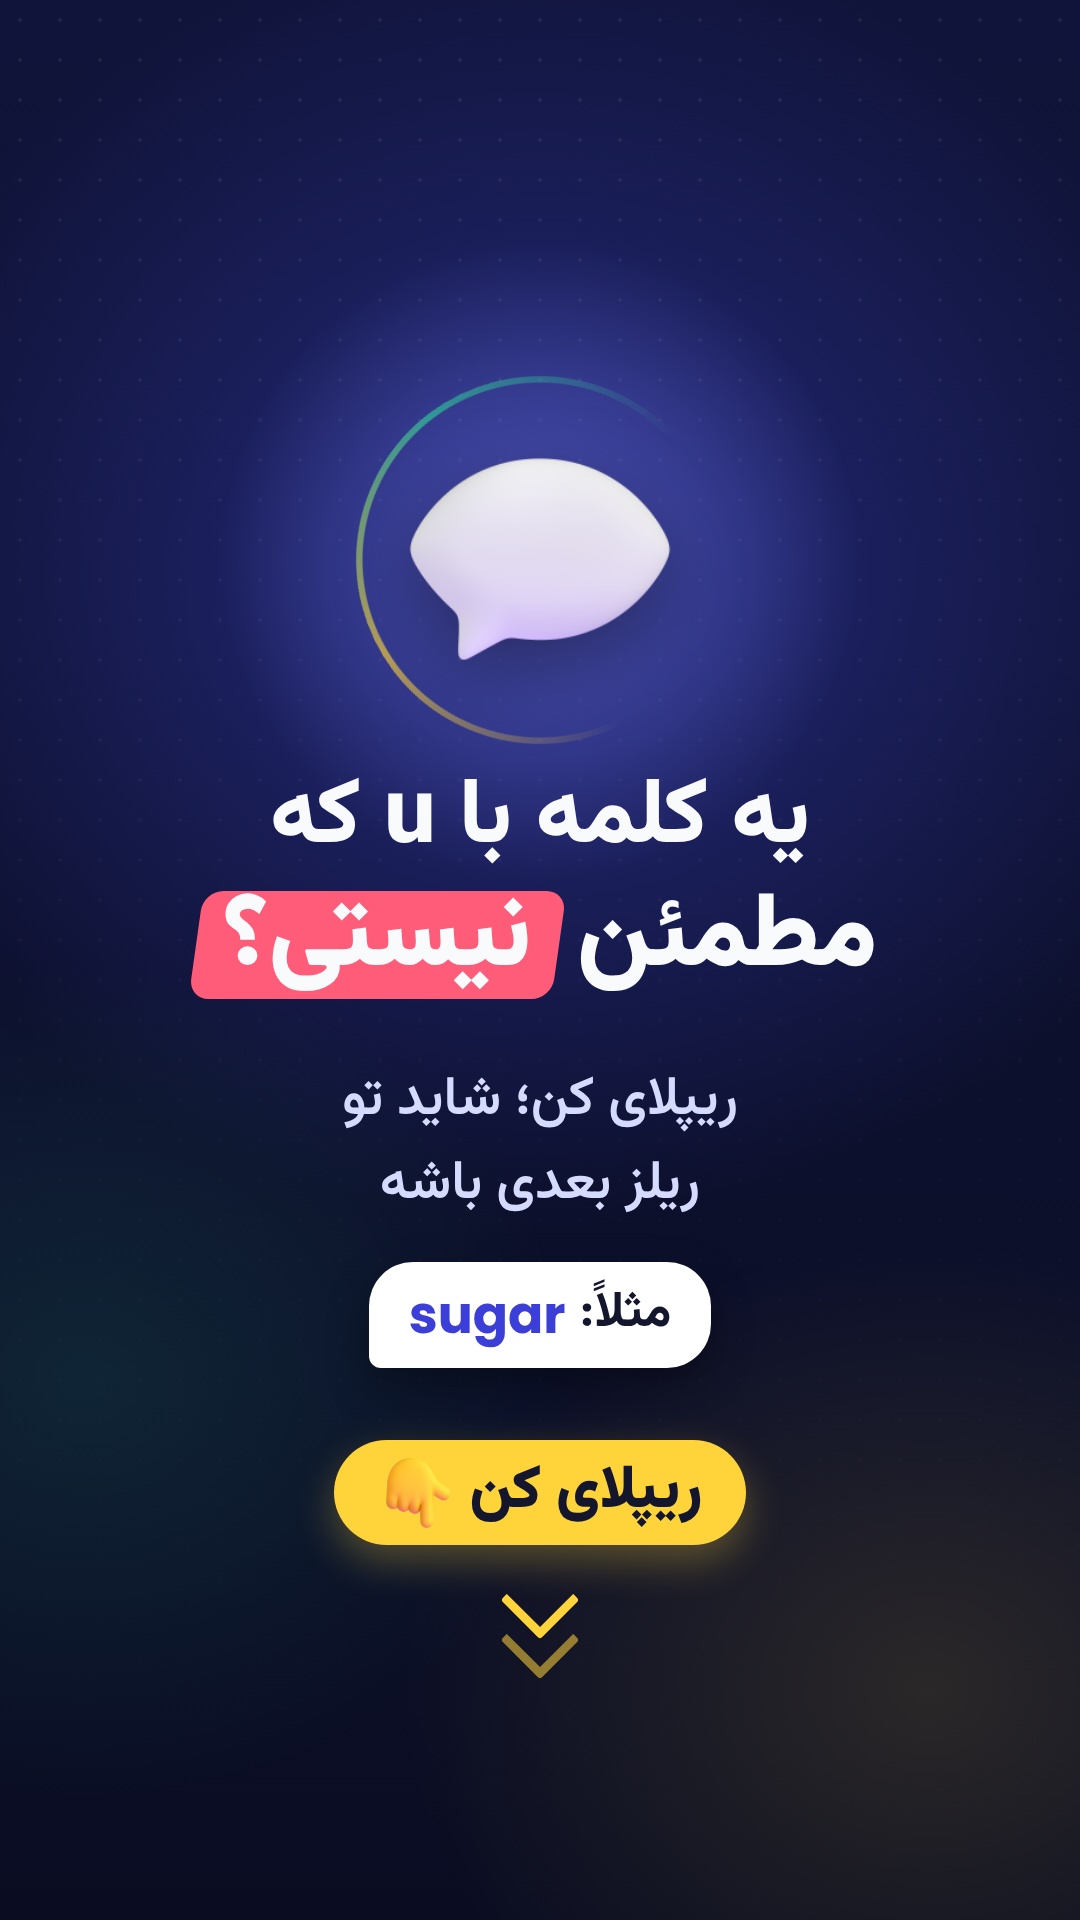 یه کلمه با u که
مطمئن نیستی؟
ریپلای کن؛ شاید تو
ریلز بعدی باشه
مثلاً: sugar
ریپلای کن 👇